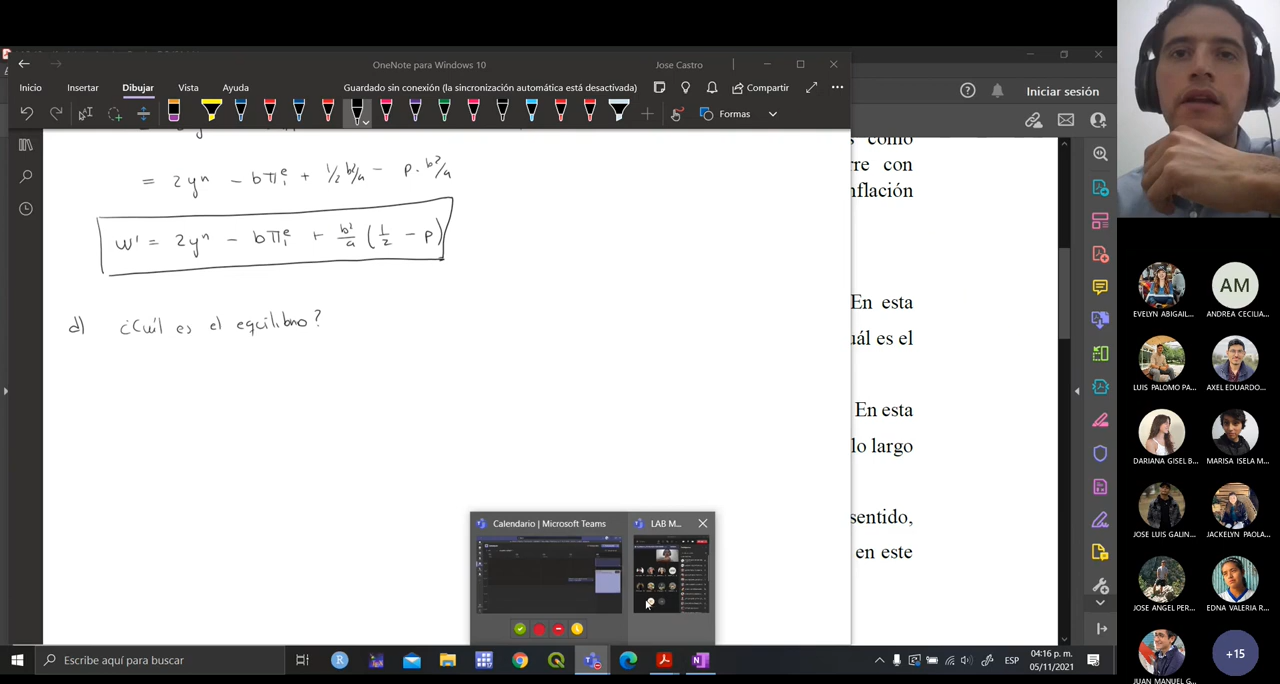 OneNote para Windows 10
Jose Castro
Inicio
Insertar
Dibujar
Vista
Ayuda
Guardado sin conexión (la sincronización automática está desactivada)
Compartir
Formas
Iniciar sesión
= 2yⁿ - bπ₁ᵉ + 1/2 b²/a - p · b²/a
w' = 2yⁿ - bπ₁ᵉ + b²/a (1/2 - p)
d) ¿Cuál es el equilibrio?
s como
rre con
nflación
En esta
uál es el
En esta
lo largo
sentido,
en este
Calendario | Microsoft Teams
LAB M...
EVELYN ABIGAIL...
AM
ANDREA CECILIA...
LUIS PALOMO PA...
AXEL EDUARDO...
DARIANA GISEL B...
MARISA ISELA M...
JOSE LUIS GALIN...
JACKELYN PAOLA...
JOSE ANGEL PER...
EDNA VALERIA R...
JUAN MANUEL G...
+15
Escribe aquí para buscar
ESP
04:16 p. m.
05/11/2021